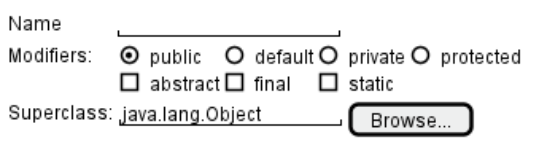 Name
Modifiers: public default private protected
abstract final static
Superclass: java.lang.Object Browse...